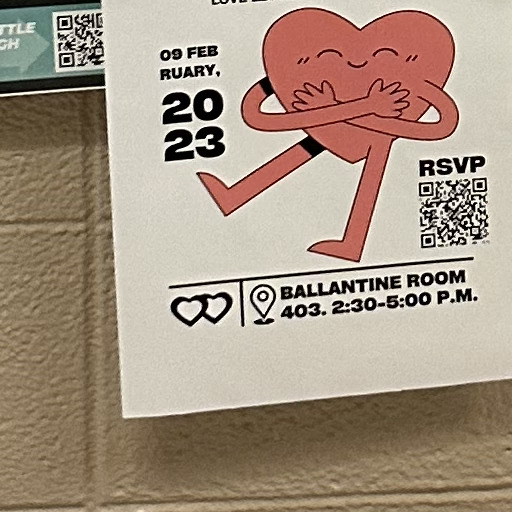 09 FEB
RUARY,
20
23
RSVP
BALLANTINE ROOM
403. 2:30-5:00 P.M.